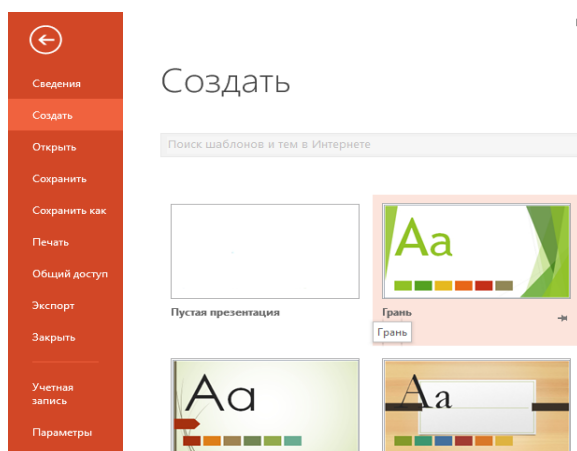 Сведения
Создать
Открыть
Сохранить
Сохранить как
Печать
Общий доступ
Экспорт
Закрыть
Учетная
запись
Параметры
Создать
Поиск шаблонов и тем в Интернете
Aa
Пустая презентация
Грань
Грань
Aa
Aa